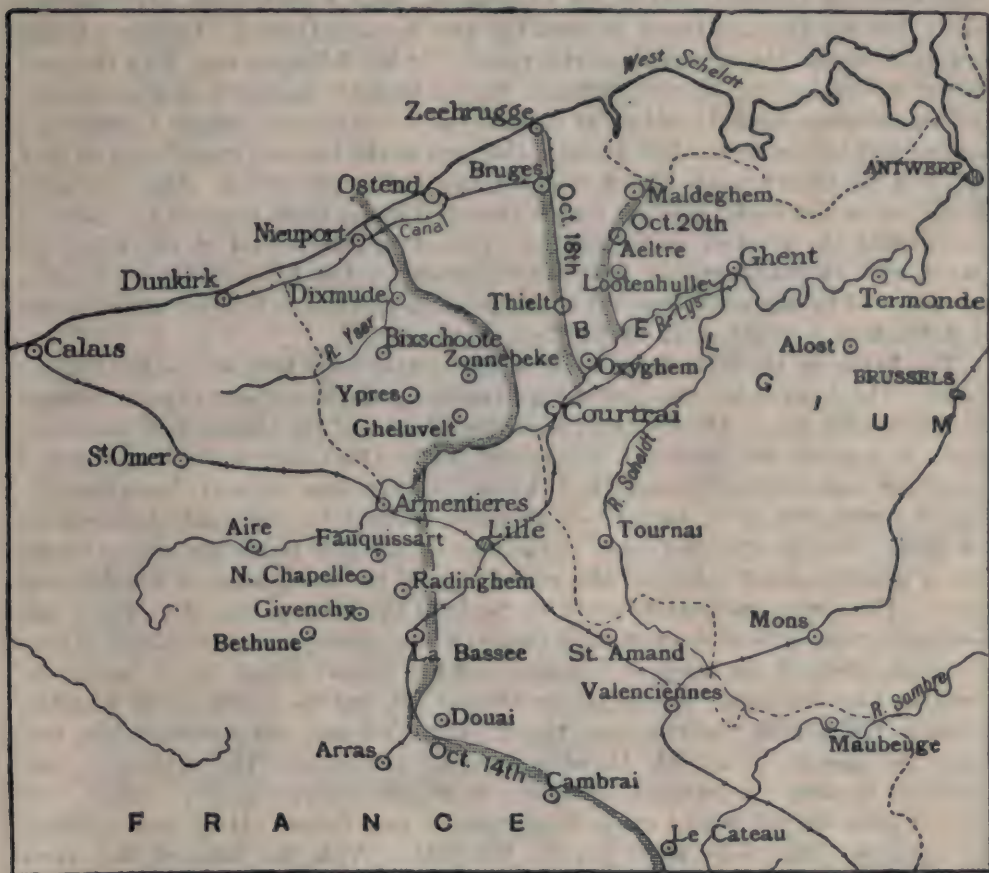 West Scheldt
Zeebrugge
Bruges
ANTWERP
Ostend
Maldeghem
Oct. 18th
Oct. 20th
Canal
Nieuport
Aeltre
Ghent
Dunkirk
Lootenhulle
Dixmude
Thielt
R. Lys
Termonde
B E L G I U M
R. Yser
Bixschoote
Calais
Zonnebeke
Oxyghem
Alost
Ypres
BRUSSELS
Courtrai
Gheluvelt
St. Omer
R. Scheldt
Armentieres
Aire
Fauquissart
Lille
Tournai
N. Chapelle
Radinghem
Givenchy
Mons
Bethune
La Bassee
St. Amand
Valenciennes
R. Sambre
Douai
Maubeuge
Arras
Oct. 14th
Cambrai
F R A N C E
Le Cateau